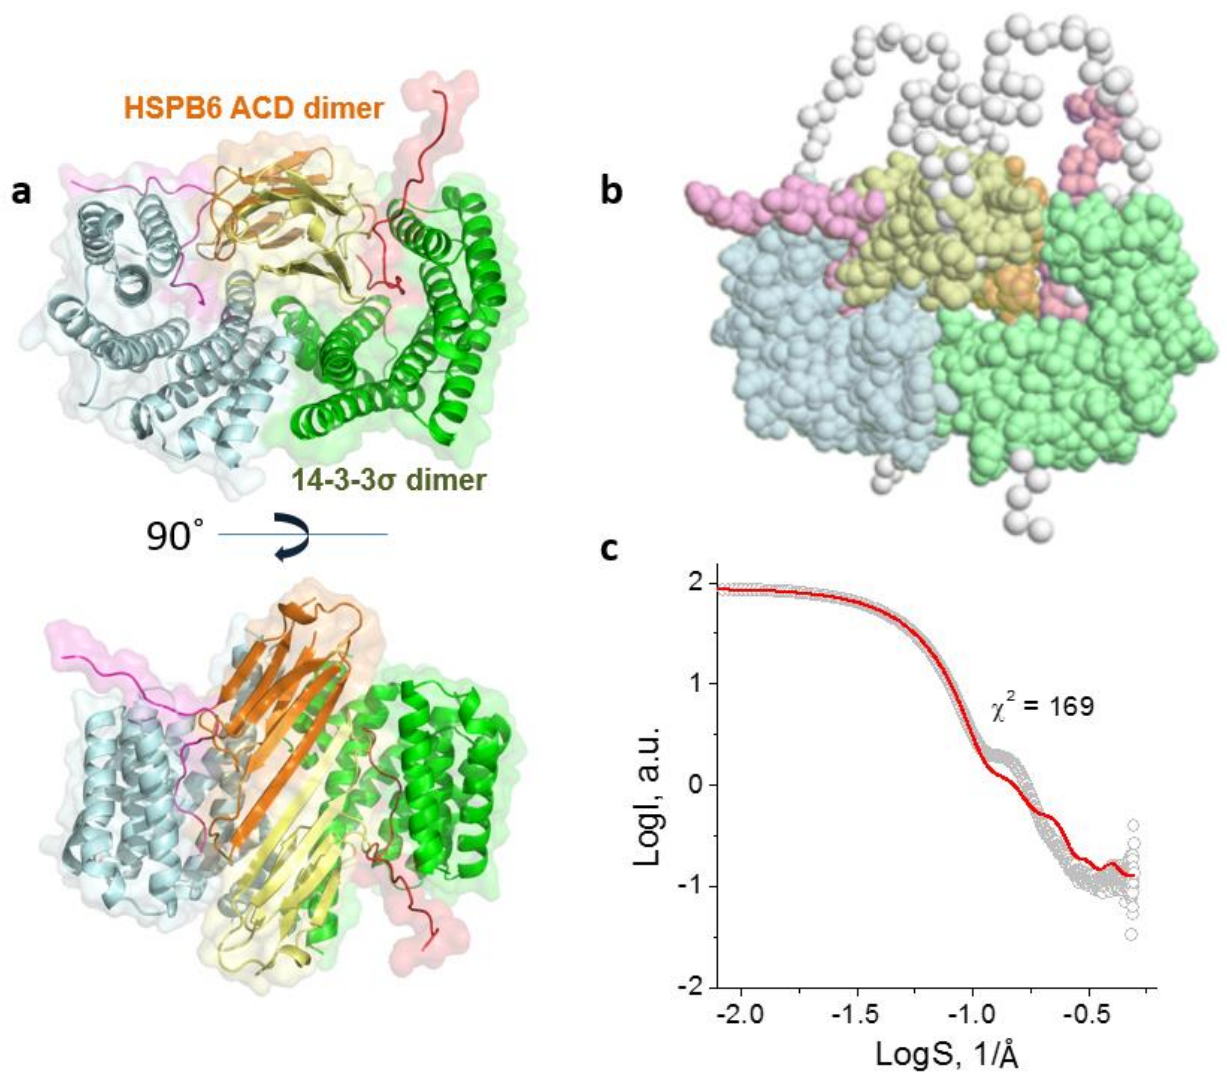 a
HSPB6 ACD dimer
14-3-3σ dimer
90°
b
c
χ² = 169
LogI, a.u.
2
1
0
-1
-2
-2.0 -1.5 -1.0 -0.5
LogS, 1/Å